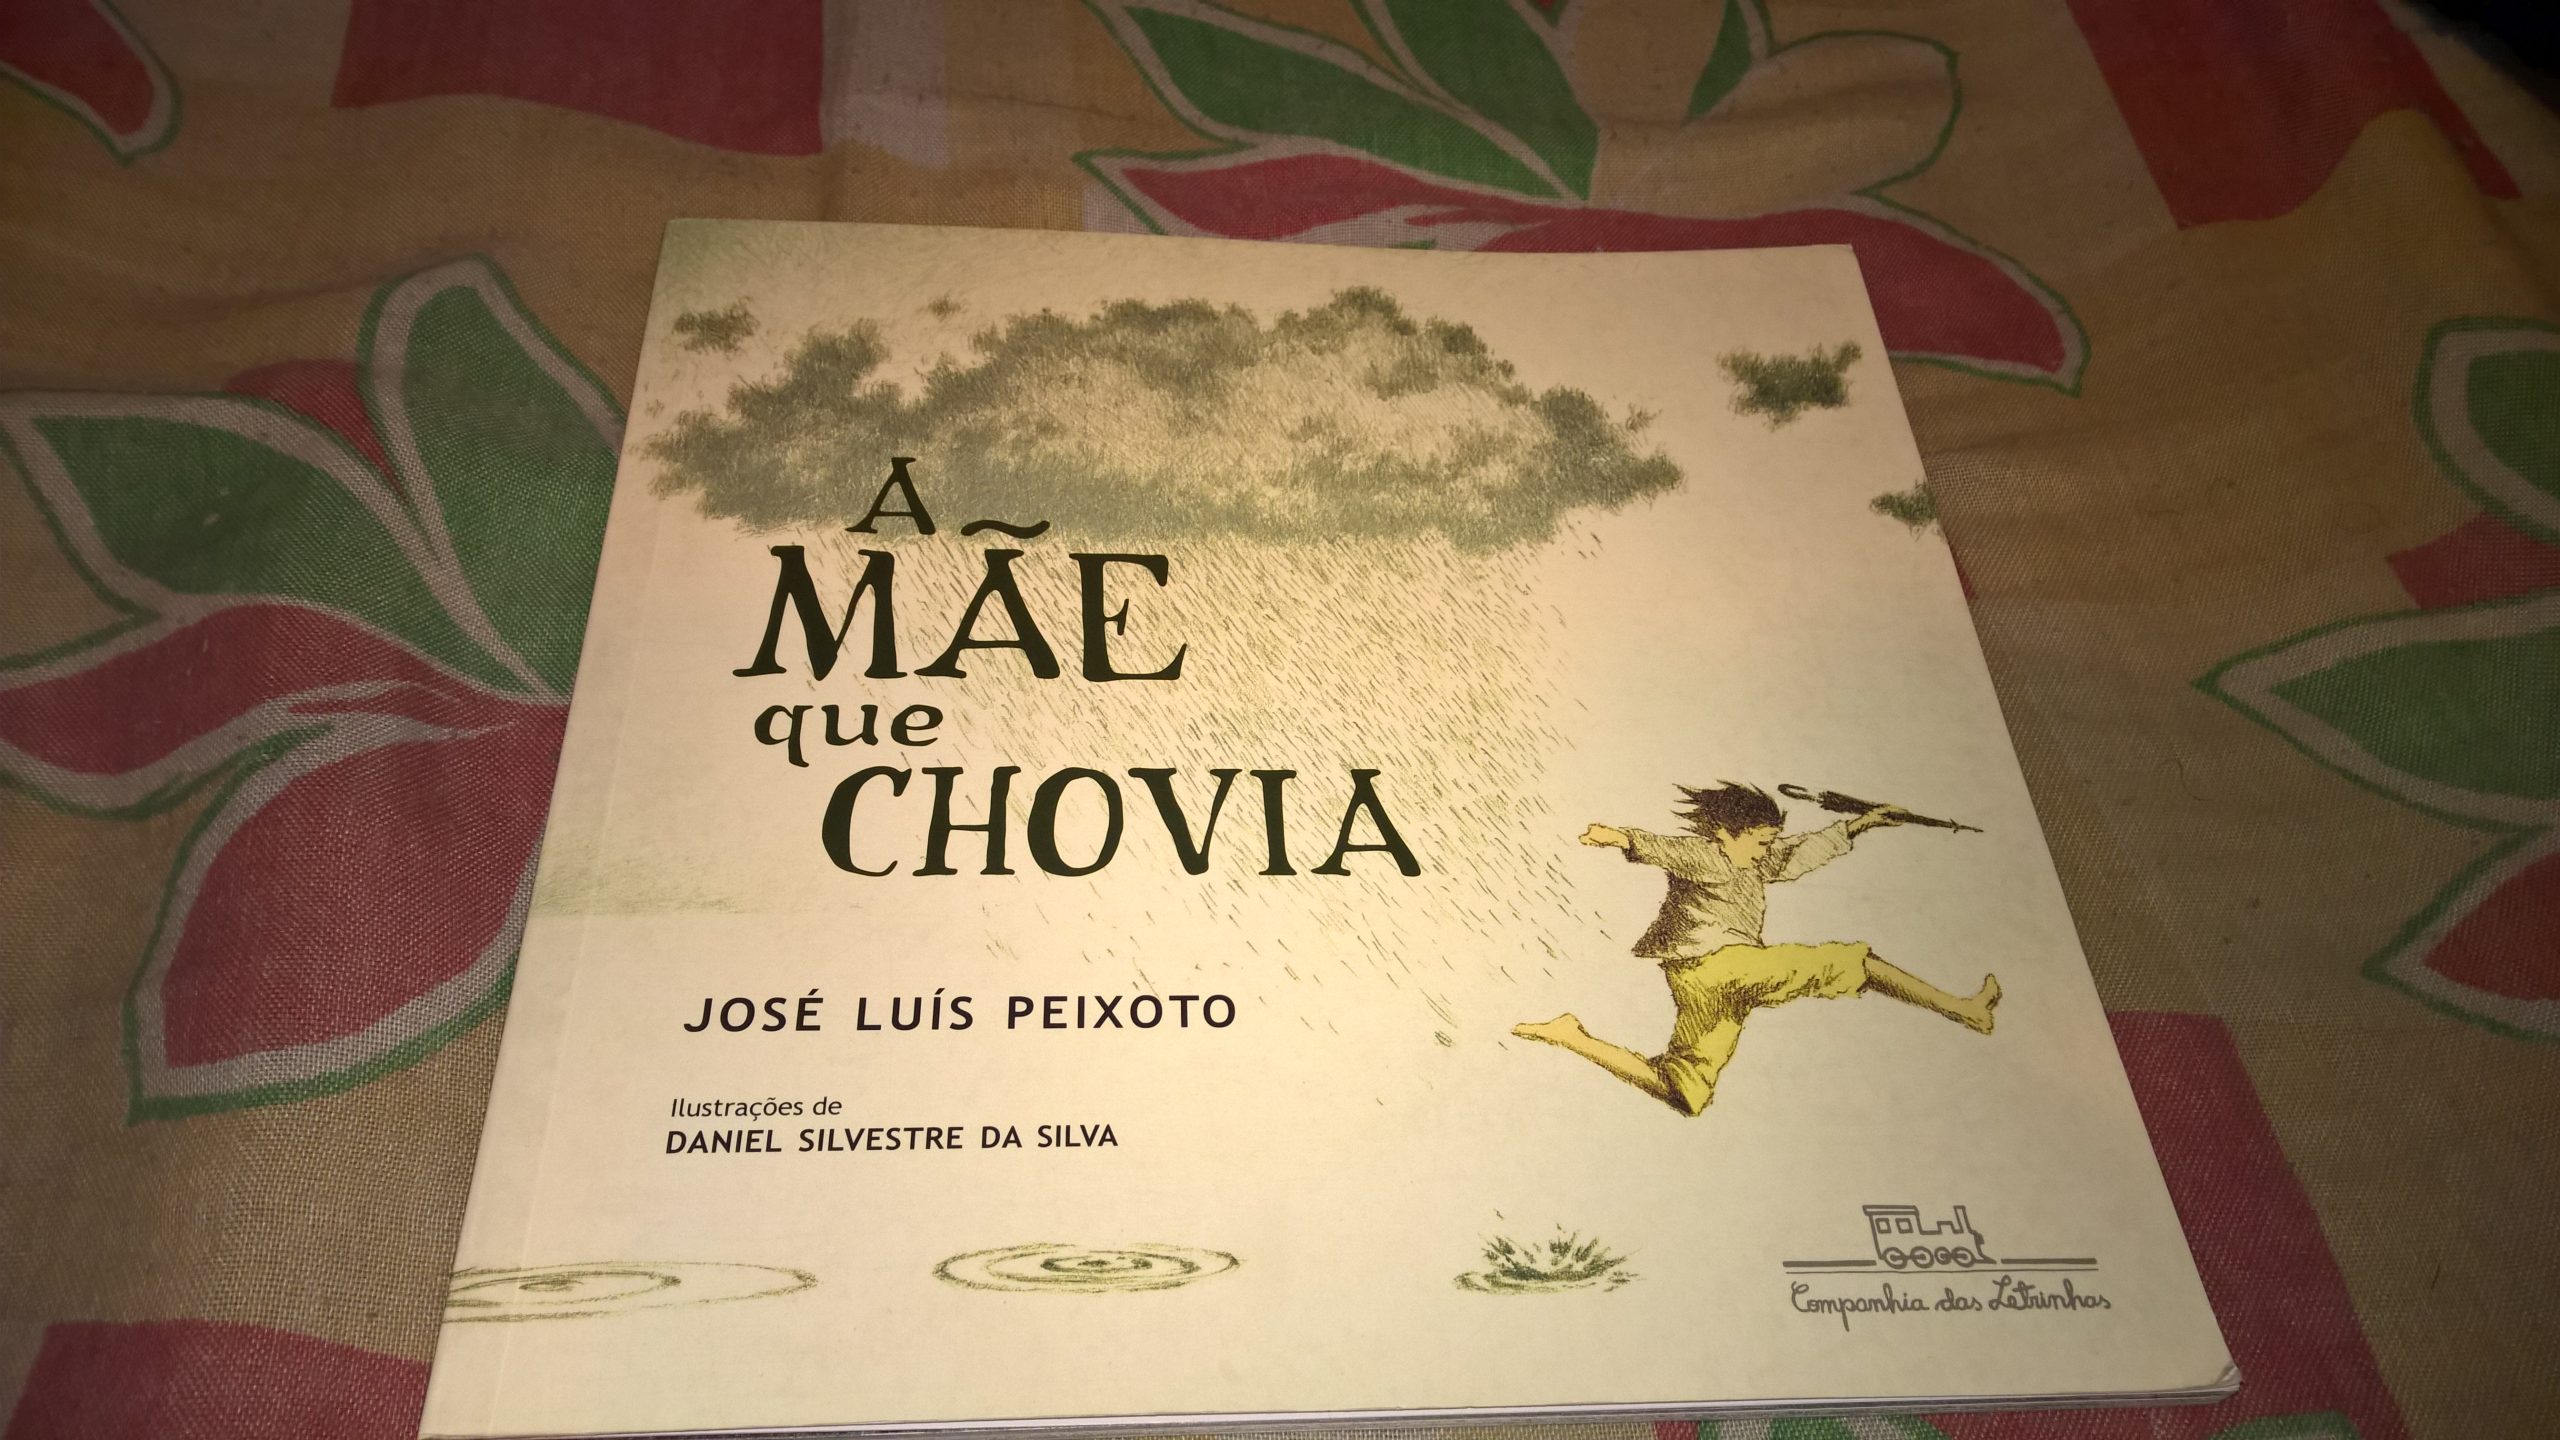 A
MÃE
que
CHOVIA
JOSÉ LUÍS PEIXOTO
Ilustrações de
DANIEL SILVESTRE DA SILVA
Companhia das Letrinhas